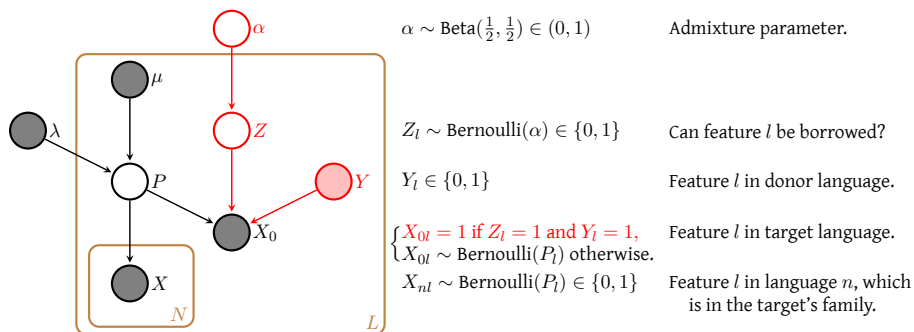 α
α ∼ Beta(1/2, 1/2) ∈ (0, 1)
Admixture parameter.
μ
λ
Z
Z_l ∼ Bernoulli(α) ∈ {0, 1}
Can feature l be borrowed?
P
Y
Y_l ∈ {0, 1}
Feature l in donor language.
X_0
{ X_{0l} = 1 if Z_l = 1 and Y_l = 1,
X_{0l} ∼ Bernoulli(P_l) otherwise.
Feature l in target language.
X
X_{nl} ∼ Bernoulli(P_l) ∈ {0, 1}
Feature l in language n, which
is in the target's family.
N
L